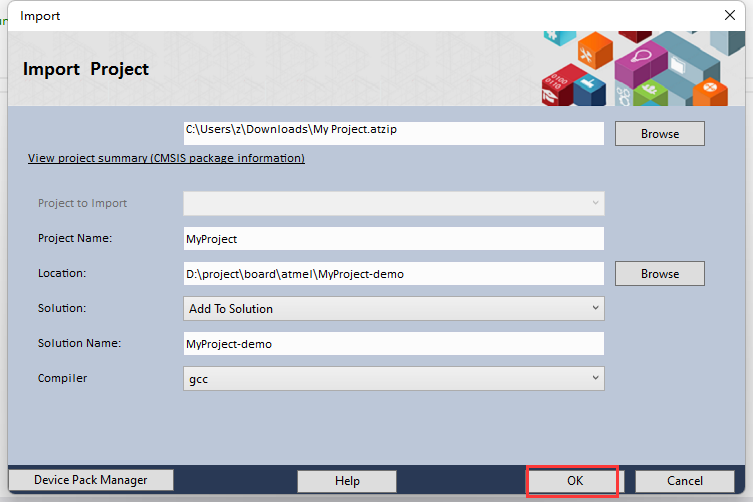 Import
Import Project
C:\Users\z\Downloads\My Project.atzip
Browse
View project summary (CMSIS package information)
Project to Import
Project Name:
MyProject
Location:
D:\project\board\atmel\MyProject-demo
Browse
Solution:
Add To Solution
Solution Name:
MyProject-demo
Compiler
gcc
Device Pack Manager
Help
OK
Cancel